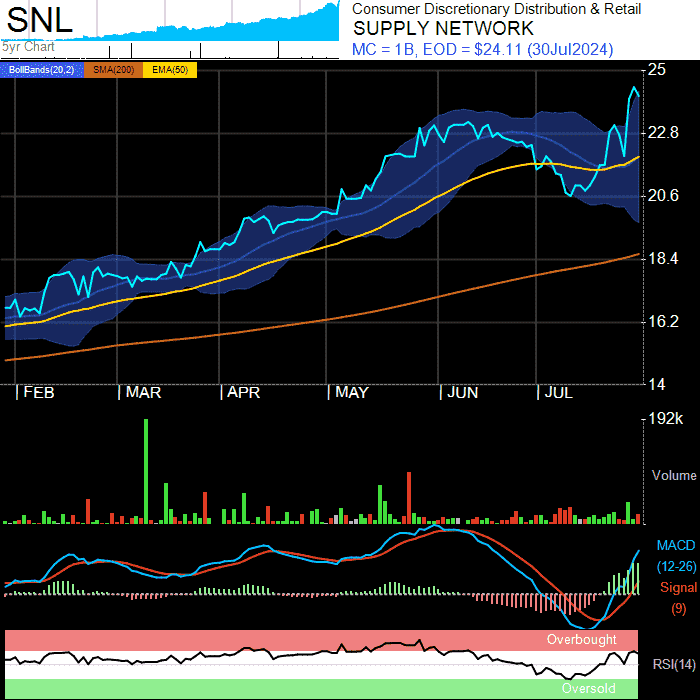 SNL
5yr Chart
Consumer Discretionary Distribution & Retail
SUPPLY NETWORK
MC = 1B, EOD = $24.11 (30Jul2024)
BollBands(20,2) SMA(200) EMA(50)
25
22.8
20.6
18.4
16.2
14
FEB MAR APR MAY JUN JUL
192k
Volume
MACD
(12-26)
Signal
(9)
Overbought
RSI(14)
Oversold